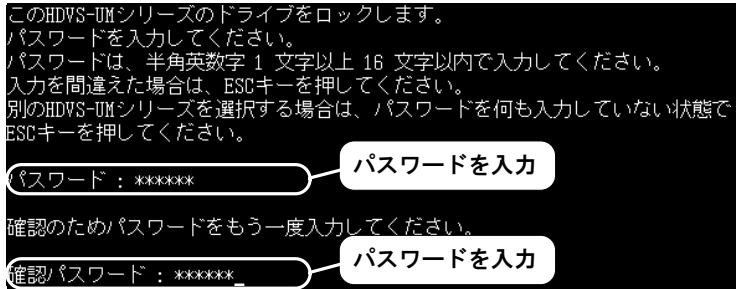 このHDVS-UMシリーズのドライブをロックします。
パスワードを入力してください。
パスワードは、半角英数字 1 文字以上 16 文字以内で入力してください。
入力を間違えた場合は、ESCキーを押してください。
別のHDVS-UMシリーズを選択する場合は、パスワードを何も入力していない状態で
ESCキーを押してください。
パスワード : ******
パスワードを入力
確認のためパスワードをもう一度入力してください。
確認パスワード : ******_
パスワードを入力